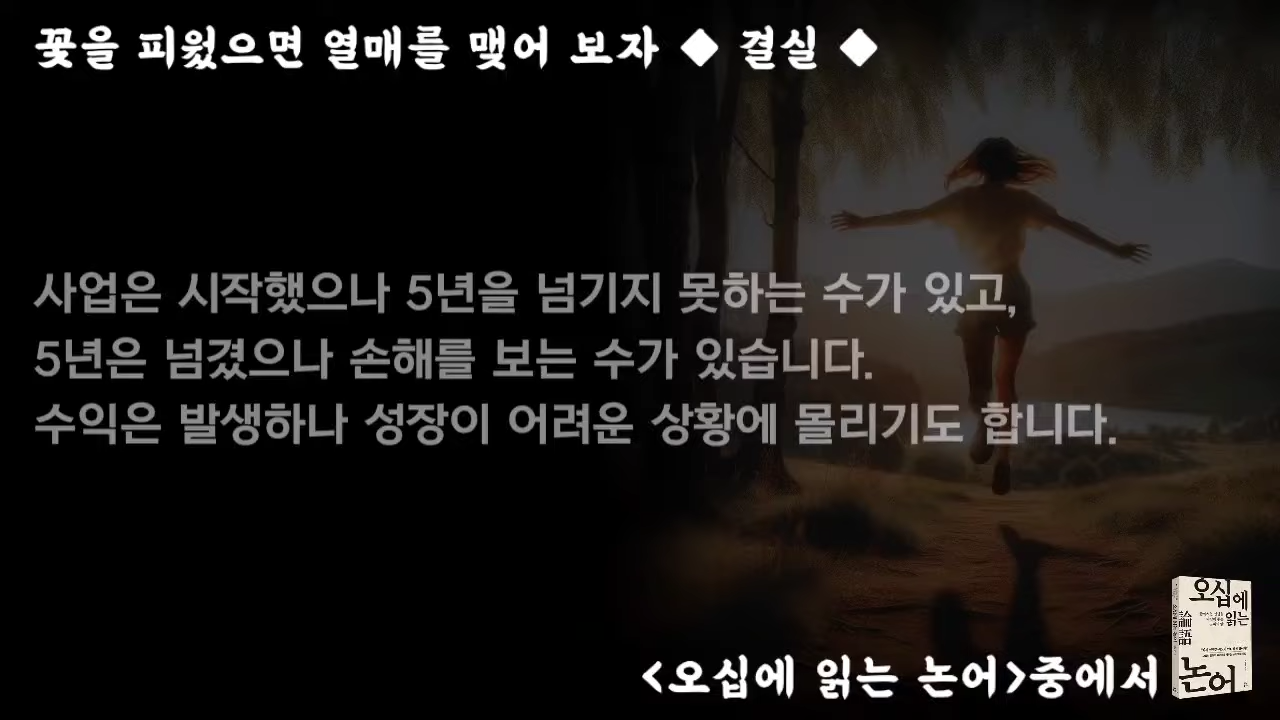 꽃을 피웠으면 열매를 맺어 보자 ◆ 결실 ◆
사업은 시작했으나 5년을 넘기지 못하는 수가 있고,
5년은 넘겼으나 손해를 보는 수가 있습니다.
수익은 발생하나 성장이 어려운 상황에 몰리기도 합니다.
<오십에 읽는 논어>중에서
오십에
읽는
論語
논어